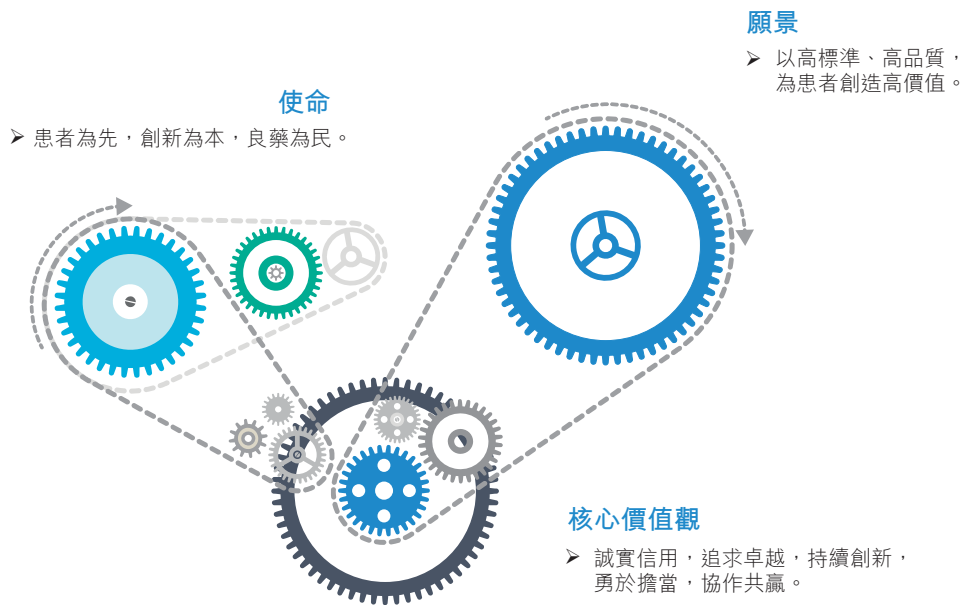 願景
➢ 以高標準、高品質，
為患者創造高價值。
使命
➢ 患者為先，創新為本，良藥為民。
核心價值觀
➢ 誠實信用，追求卓越，持續創新，
勇於擔當，協作共贏。